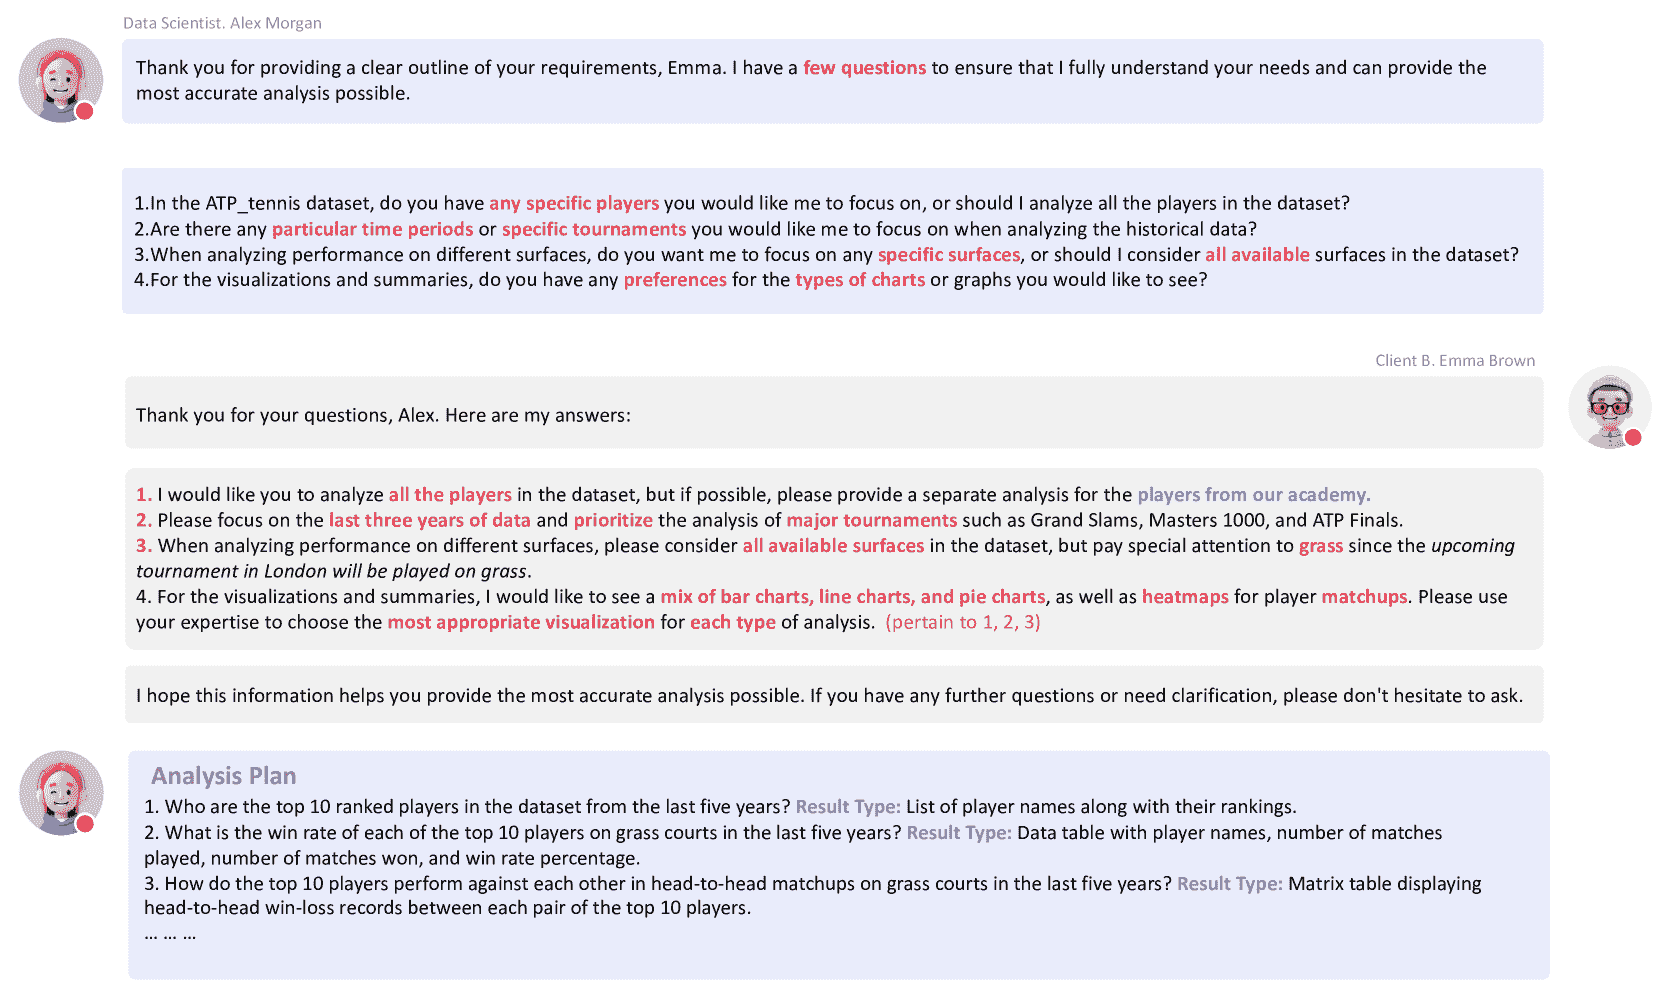 Data Scientist. Alex Morgan
Thank you for providing a clear outline of your requirements, Emma. I have a few questions to ensure that I fully understand your needs and can provide the
most accurate analysis possible.
1.In the ATP_tennis dataset, do you have any specific players you would like me to focus on, or should I analyze all the players in the dataset?
2.Are there any particular time periods or specific tournaments you would like me to focus on when analyzing the historical data?
3.When analyzing performance on different surfaces, do you want me to focus on any specific surfaces, or should I consider all available surfaces in the dataset?
4.For the visualizations and summaries, do you have any preferences for the types of charts or graphs you would like to see?
Client B. Emma Brown
Thank you for your questions, Alex. Here are my answers:
1. I would like you to analyze all the players in the dataset, but if possible, please provide a separate analysis for the players from our academy.
2. Please focus on the last three years of data and prioritize the analysis of major tournaments such as Grand Slams, Masters 1000, and ATP Finals.
3. When analyzing performance on different surfaces, please consider all available surfaces in the dataset, but pay special attention to grass since the upcoming
tournament in London will be played on grass.
4. For the visualizations and summaries, I would like to see a mix of bar charts, line charts, and pie charts, as well as heatmaps for player matchups. Please use
your expertise to choose the most appropriate visualization for each type of analysis. (pertain to 1, 2, 3)
I hope this information helps you provide the most accurate analysis possible. If you have any further questions or need clarification, please don't hesitate to ask.
Analysis Plan
1. Who are the top 10 ranked players in the dataset from the last five years? Result Type: List of player names along with their rankings.
2. What is the win rate of each of the top 10 players on grass courts in the last five years? Result Type: Data table with player names, number of matches
played, number of matches won, and win rate percentage.
3. How do the top 10 players perform against each other in head-to-head matchups on grass courts in the last five years? Result Type: Matrix table displaying
head-to-head win-loss records between each pair of the top 10 players.
... ... ...